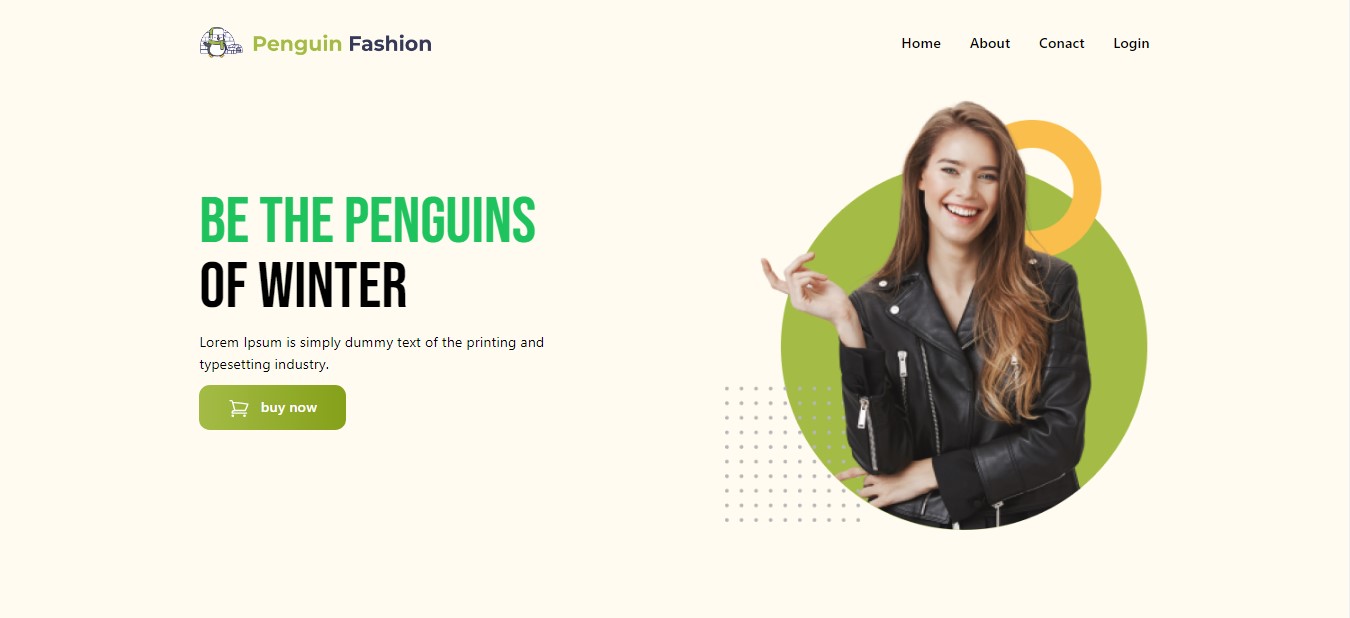 Penguin Fashion
Home About Conact Login
BE THE PENGUINS
OF WINTER
Lorem Ipsum is simply dummy text of the printing and
typesetting industry.
buy now